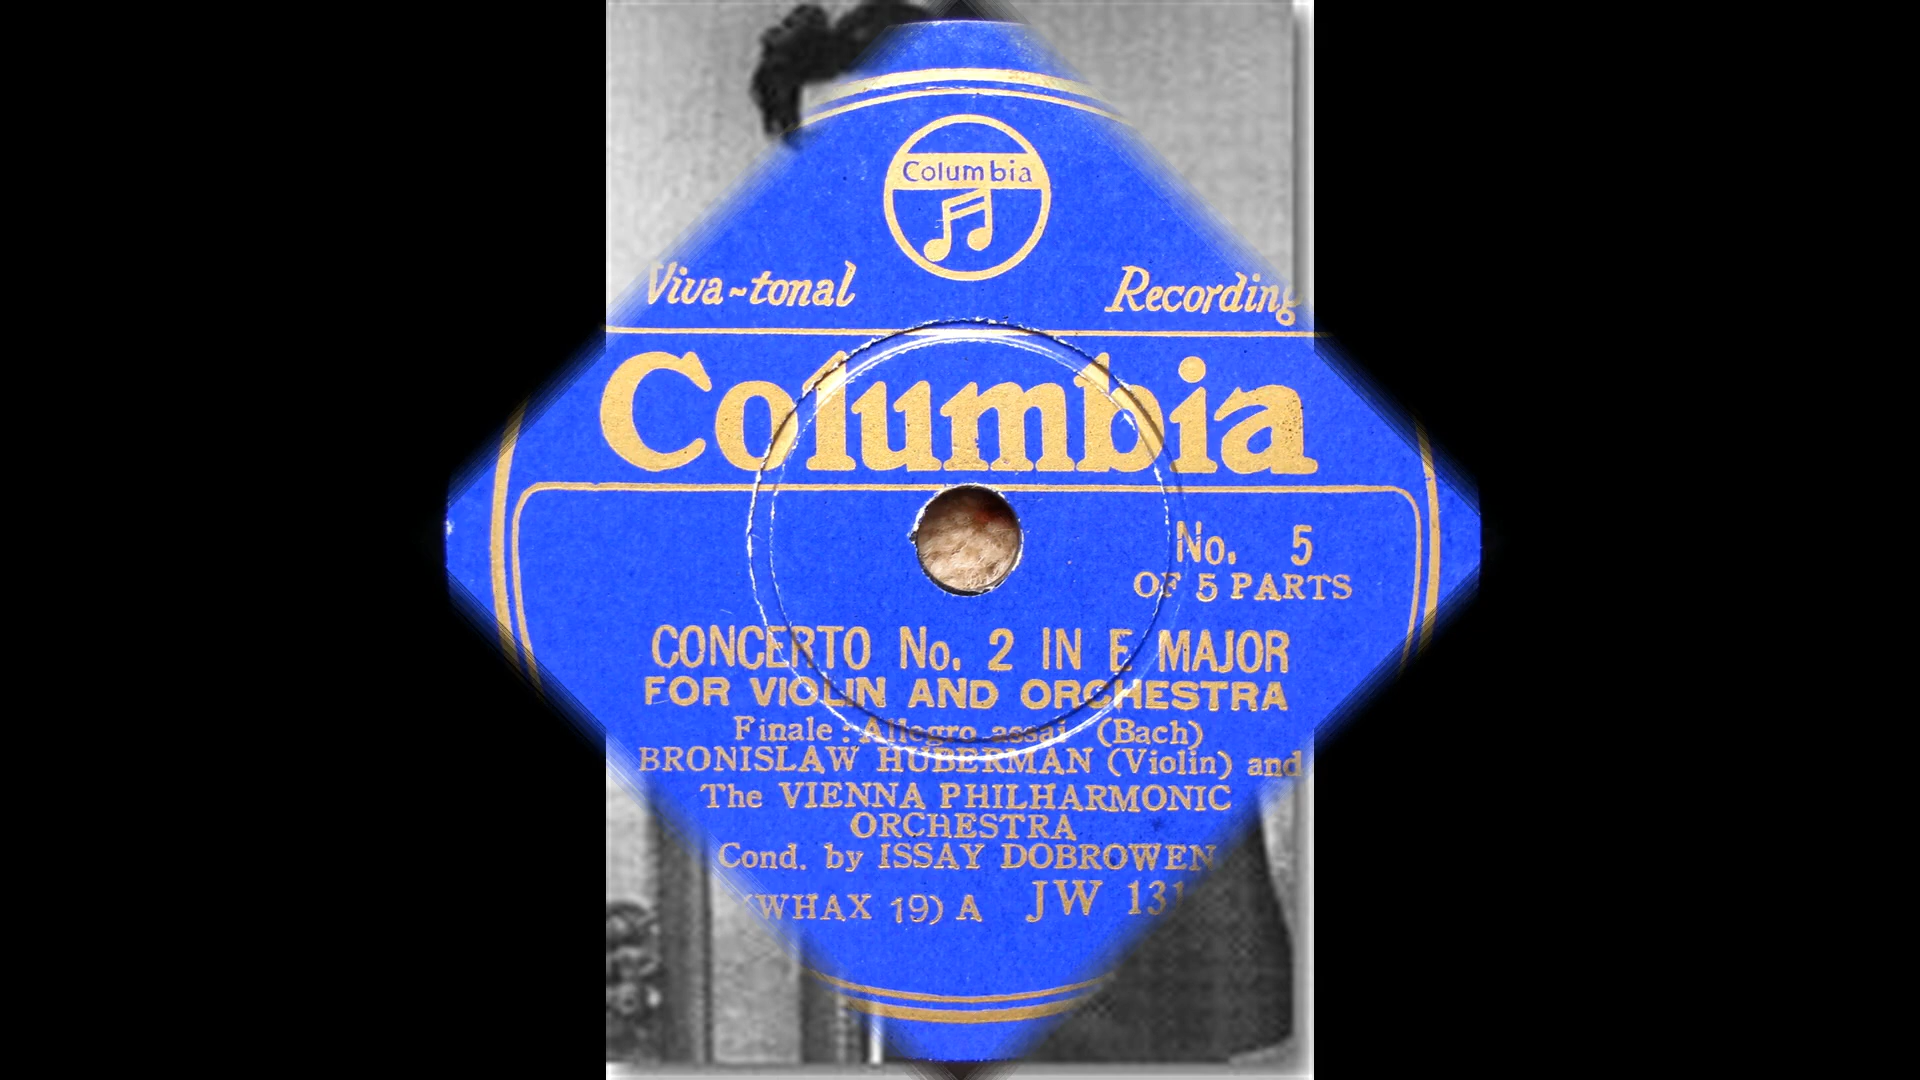 Columbia
Viva-tonal Recording
Columbia
No. 5
OF 5 PARTS
CONCERTO No. 2 IN E MAJOR
FOR VIOLIN AND ORCHESTRA
Finale: Allegro assai (Bach)
BRONISLAW HUBERMAN (Violin) and
The VIENNA PHILHARMONIC
ORCHESTRA
Cond. by ISSAY DOBROWEN
(WHAX 19) A JW 131